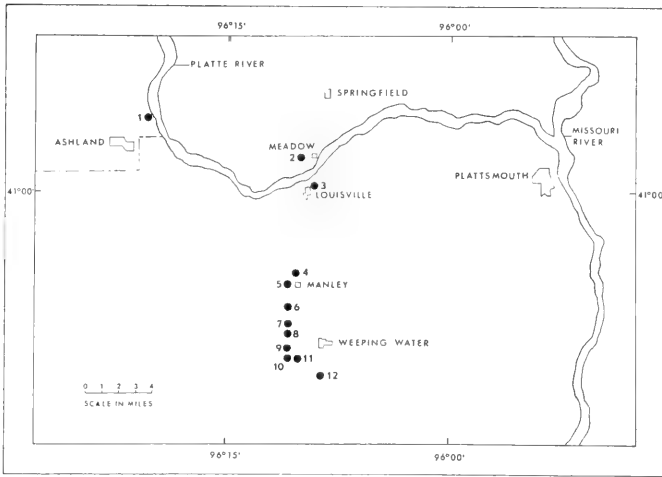 96°15'
96°00'
PLATTE RIVER
SPRINGFIELD
1
ASHLAND
MISSOURI RIVER
MEADOW
2
PLATTSMOUTH
3
LOUISVILLE
41°00'
41°00'
4
5
MANLEY
6
7
8
WEEPING WATER
9
10
11
12
0 1 2 3 4
SCALE IN MILES
96°15'
96°00'